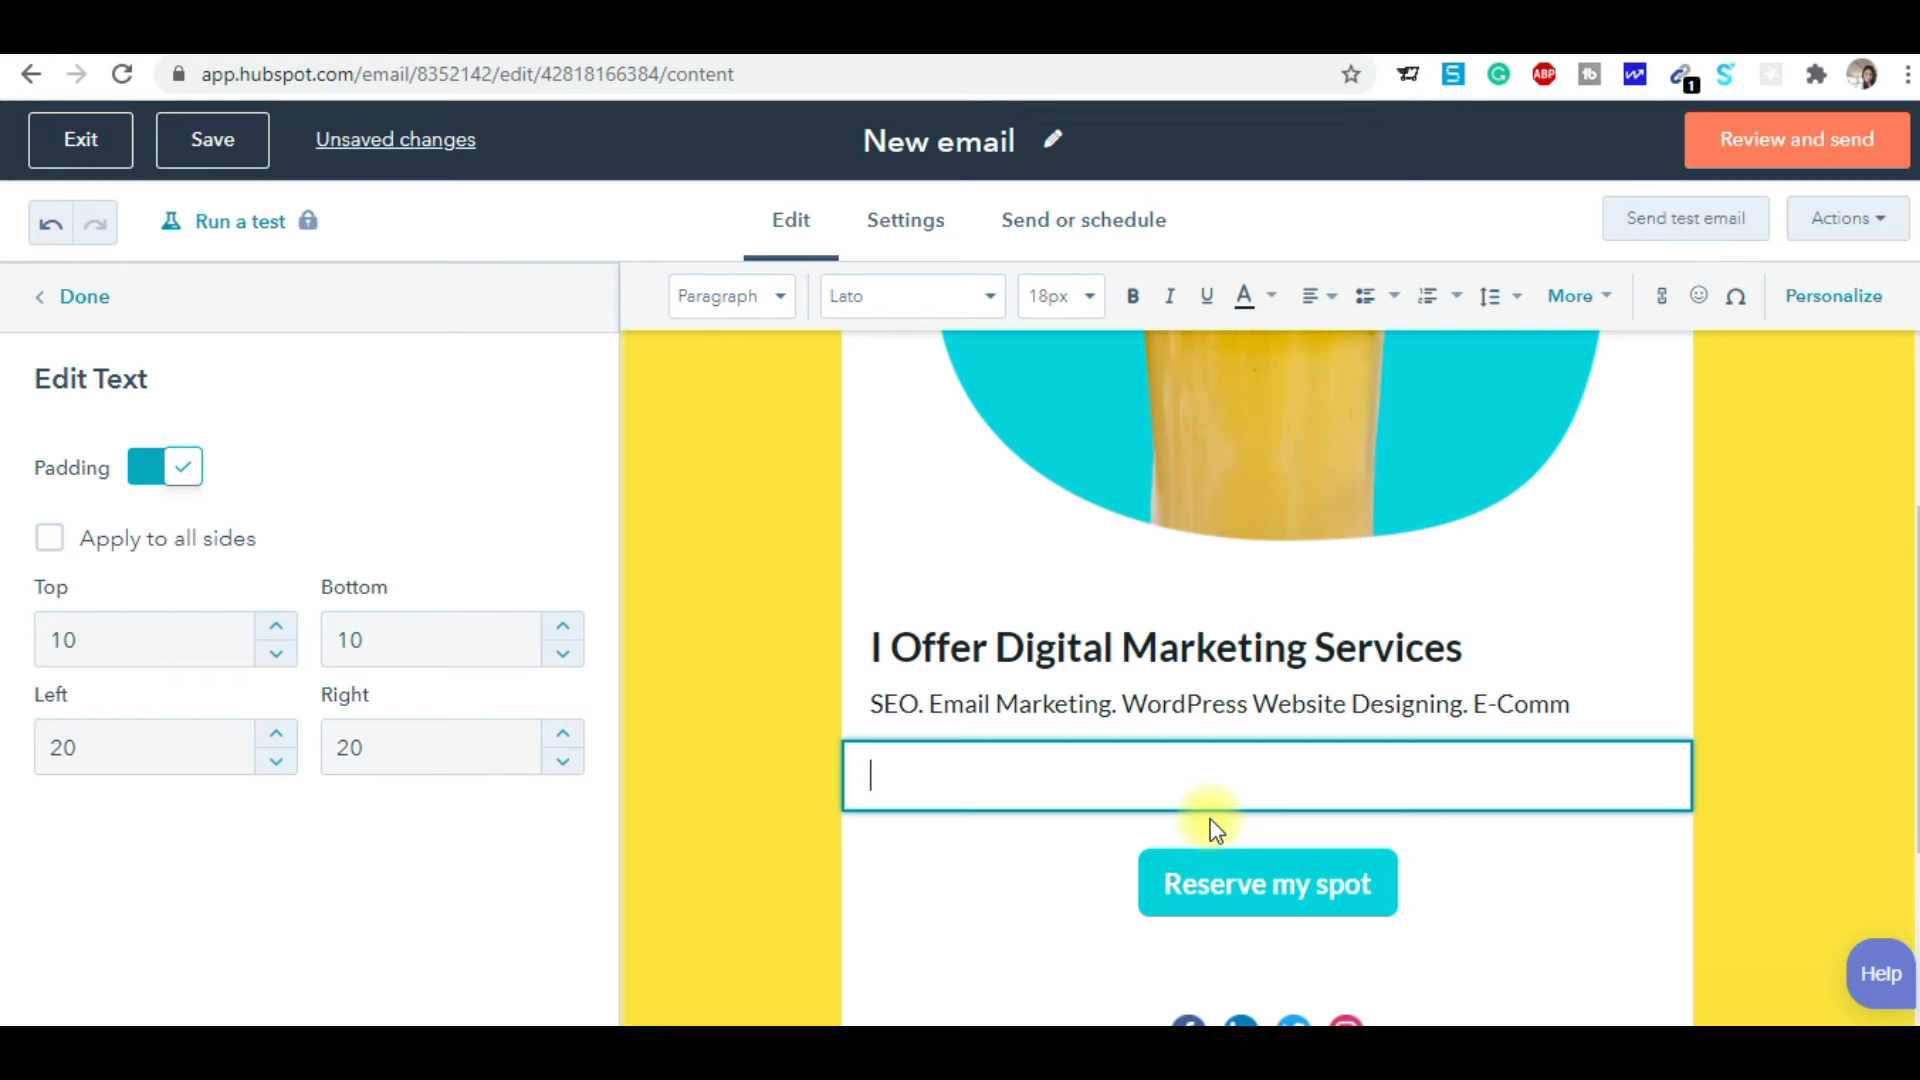 app.hubspot.com/email/8352142/edit/42818166384/content
S
G
ABP
tb
1
S
Exit
Save
Unsaved changes
New email
Review and send
Run a test
Edit
Settings
Send or schedule
Send test email
Actions
Done
Paragraph
Lato
18px
B
I
U
A
More
Ω
Personalize
Edit Text
Padding
Apply to all sides
Top
Bottom
10
10
Left
Right
20
20
I Offer Digital Marketing Services
SEO. Email Marketing. WordPress Website Designing. E-Comm
Reserve my spot
Help